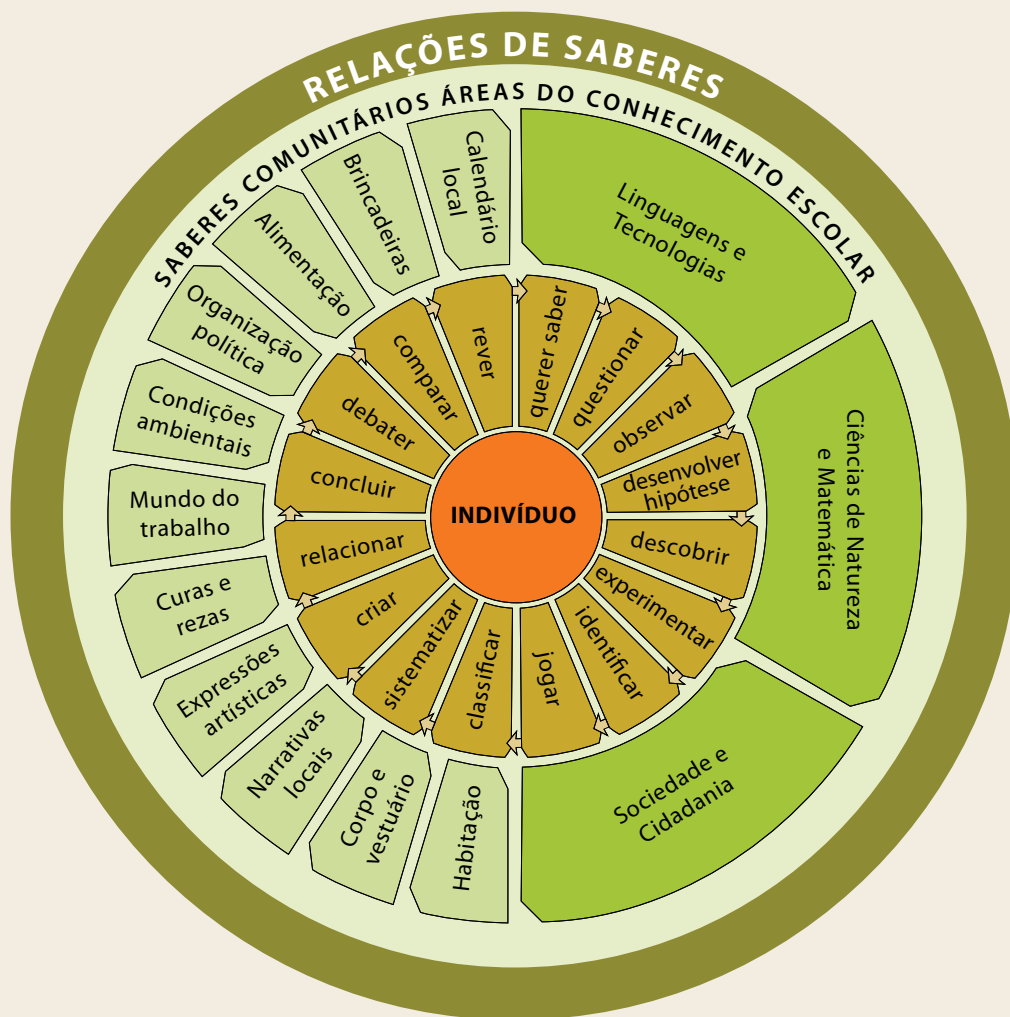 RELAÇÕES DE SABERES
SABERES COMUNITÁRIOS
ÁREAS DO CONHECIMENTO ESCOLAR
Linguagens e
Tecnologias
Ciências de Natureza
e Matemática
Sociedade e
Cidadania
Habitação
Corpo e
vestuário
Narrativas
locais
Expressões
artísticas
Curas e
rezas
Mundo do
trabalho
Condições
ambientais
Organização
política
Alimentação
Brincadeiras
Calendário
local
querer saber
questionar
observar
desenvolver
hipótese
descobrir
experimentar
identificar
jogar
classificar
sistematizar
criar
relacionar
concluir
debater
comparar
rever
INDIVÍDUO